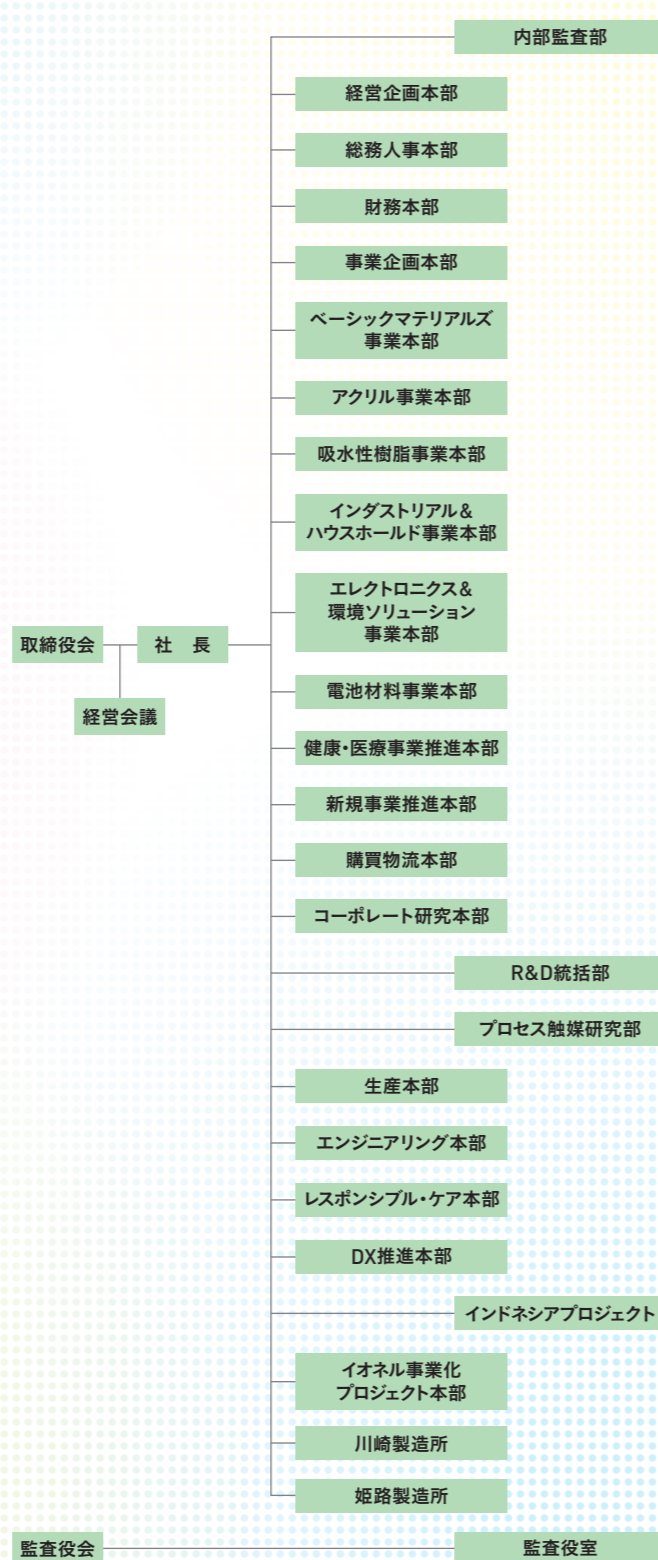 内部監査部
経営企画本部
総務人事本部
財務本部
事業企画本部
ベーシックマテリアルズ
事業本部
アクリル事業本部
吸水性樹脂事業本部
インダストリアル＆
ハウスホールド事業本部
エレクトロニクス＆
環境ソリューション
事業本部
取締役会
社　長
経営会議
電池材料事業本部
健康・医療事業推進本部
新規事業推進本部
購買物流本部
コーポレート研究本部
R&D統括部
プロセス触媒研究部
生産本部
エンジニアリング本部
レスポンシブル・ケア本部
DX推進本部
インドネシアプロジェクト
イオネル事業化
プロジェクト本部
川崎製造所
姫路製造所
監査役会
監査役室